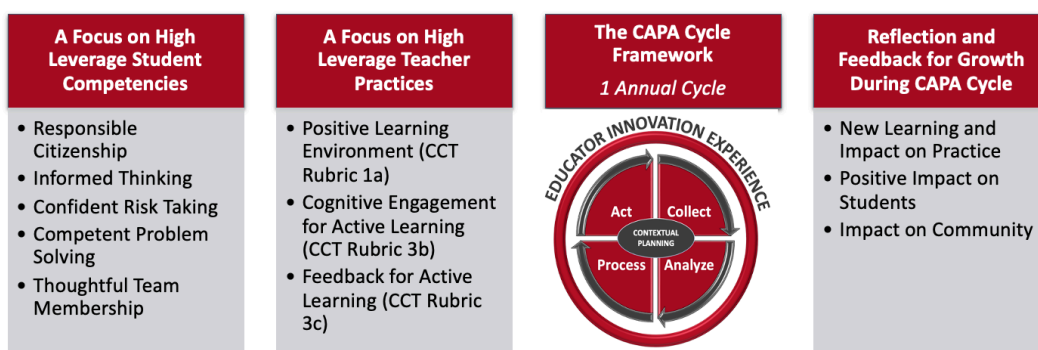 A Focus on High
Leverage Student
Competencies
• Responsible
Citizenship
• Informed Thinking
• Confident Risk Taking
• Competent Problem
Solving
• Thoughtful Team
Membership
A Focus on High
Leverage Teacher
Practices
• Positive Learning
Environment (CCT
Rubric 1a)
• Cognitive Engagement
for Active Learning
(CCT Rubric 3b)
• Feedback for Active
Learning (CCT Rubric
3c)
The CAPA Cycle
Framework
1 Annual Cycle
EDUCATOR INNOVATION EXPERIENCE
Act
Collect
CONTEXTUAL
PLANNING
Process
Analyze
Reflection and
Feedback for Growth
During CAPA Cycle
• New Learning and
Impact on Practice
• Positive Impact on
Students
• Impact on Community